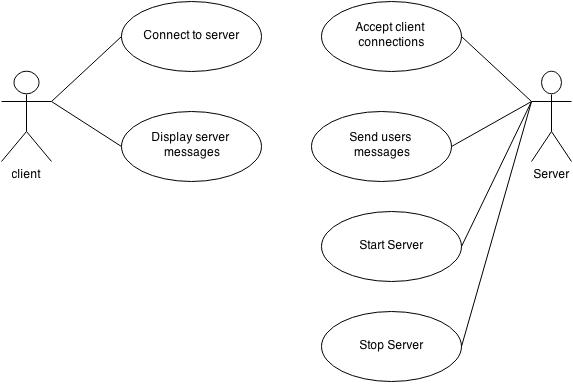 Connect to server
Accept client
connections
Display server
messages
Send users
messages
client
Server
Start Server
Stop Server